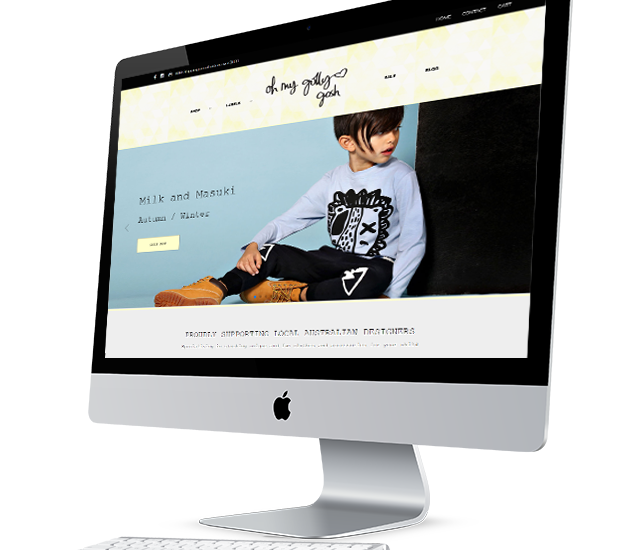 HOME CONTACT CART
oh my golly gosh
SHOP LABELS SALE BLOG
Milk and Masuki
Autumn / Winter
SHOP NOW
PROUDLY SUPPORTING LOCAL AUSTRALIAN DESIGNERS